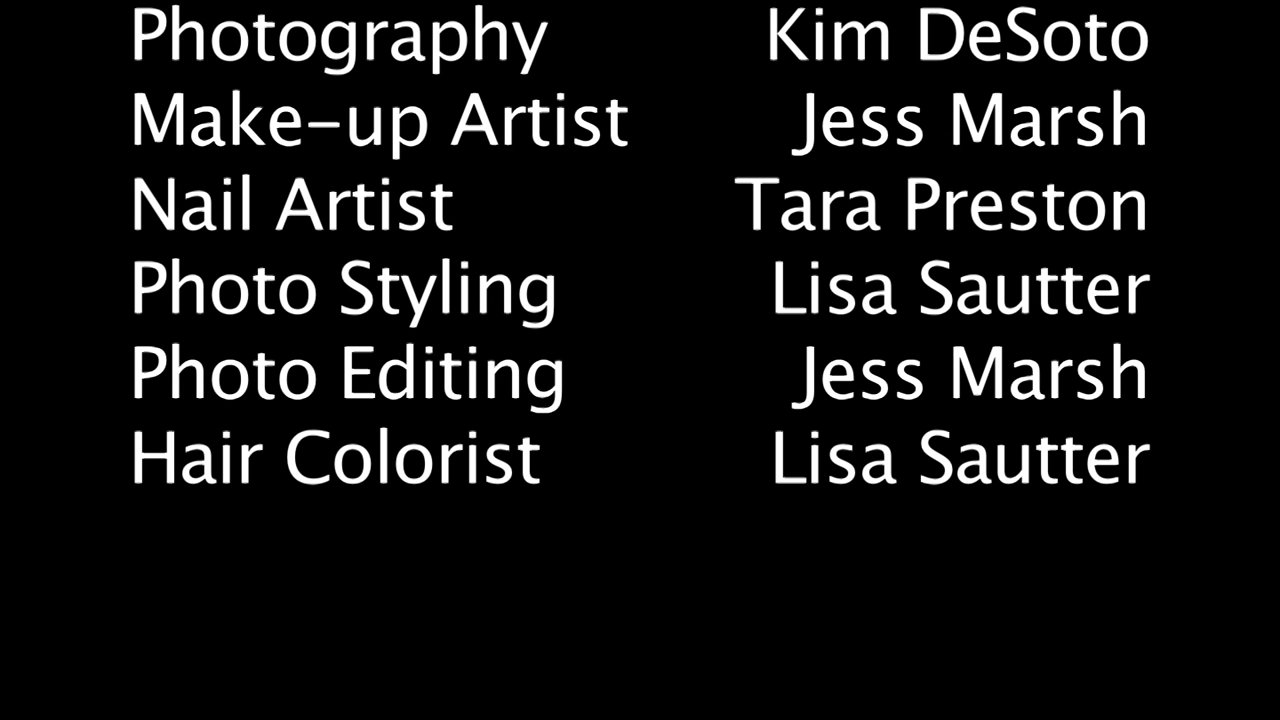 Photography Kim DeSoto
Make-up Artist Jess Marsh
Nail Artist Tara Preston
Photo Styling Lisa Sautter
Photo Editing Jess Marsh
Hair Colorist Lisa Sautter